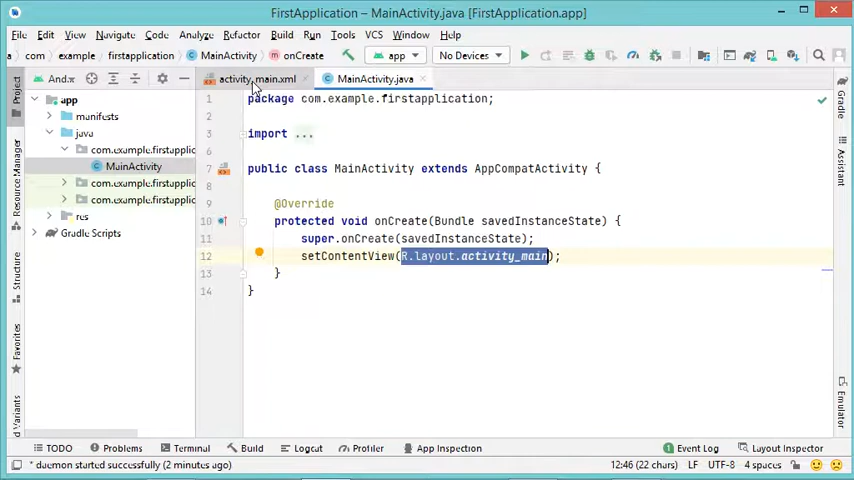 FirstApplication – MainActivity.java [FirstApplication.app]
File Edit View Navigate Code Analyze Refactor Build Run Tools VCS Window Help
com example firstapplication MainActivity onCreate app No Devices
activity_main.xml MainActivity.java
app
manifests
java
com.example.firstapplic
MainActivity
com.example.firstapplic
com.example.firstapplic
res
Gradle Scripts
1 package com.example.firstapplication;
2
3 import ...
6
7 public class MainActivity extends AppCompatActivity {
8
9 @Override
10 protected void onCreate(Bundle savedInstanceState) {
11 super.onCreate(savedInstanceState);
12 setContentView(R.layout.activity_main);
13 }
14 }
Project
Resource Manager
Structure
Favorites
Variants
Gradle
Assistant
Emulator
TODO Problems Terminal Build Logcat Profiler App Inspection Event Log Layout Inspector
* daemon started successfully (2 minutes ago) 12:46 (22 chars) LF UTF-8 4 spaces